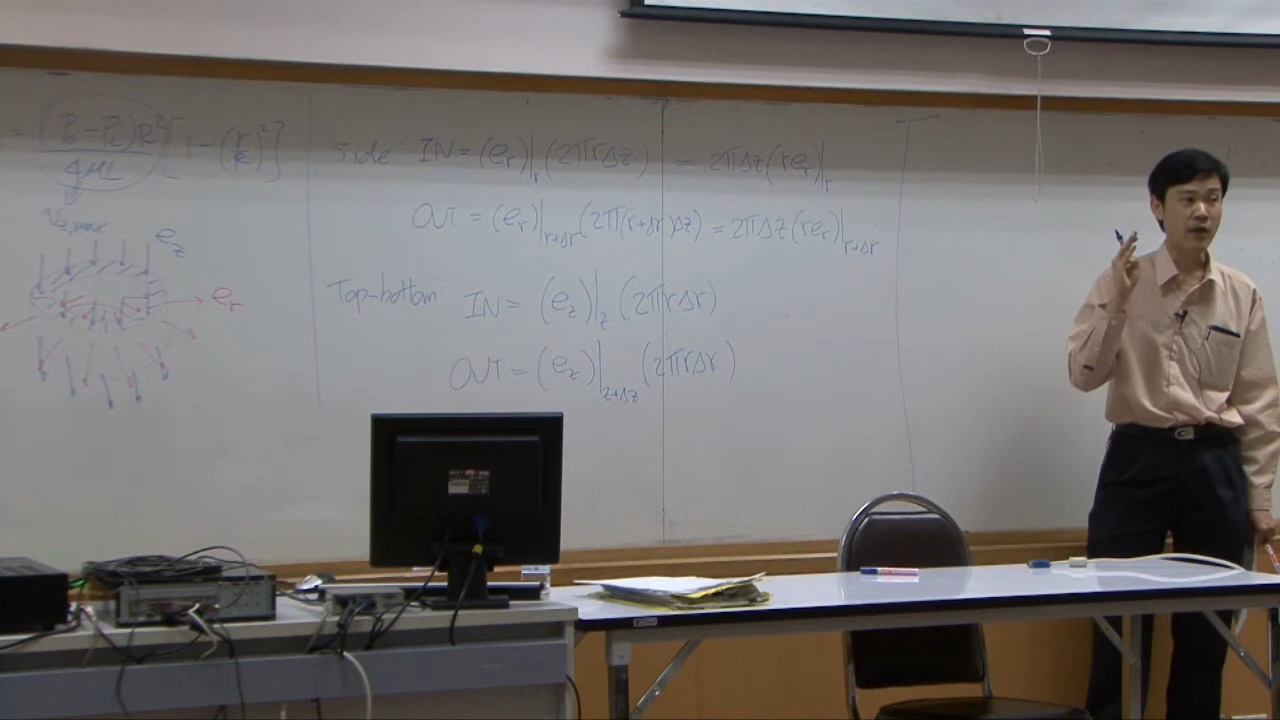 = (P₀ - P_L)R²/4μL [1 - (r/R)²]
v_z,max
e_z
e_r
Side: IN = (e_r)|_r (2πrΔz) = 2πΔz(re_r)|_r
OUT = (e_r)|_r+Δr (2π(r+Δr)Δz) = 2πΔz(re_r)|_r+Δr
Top-bottom IN = (e_z)|_z (2πrΔr)
OUT = (e_z)|_z+Δz (2πrΔr)